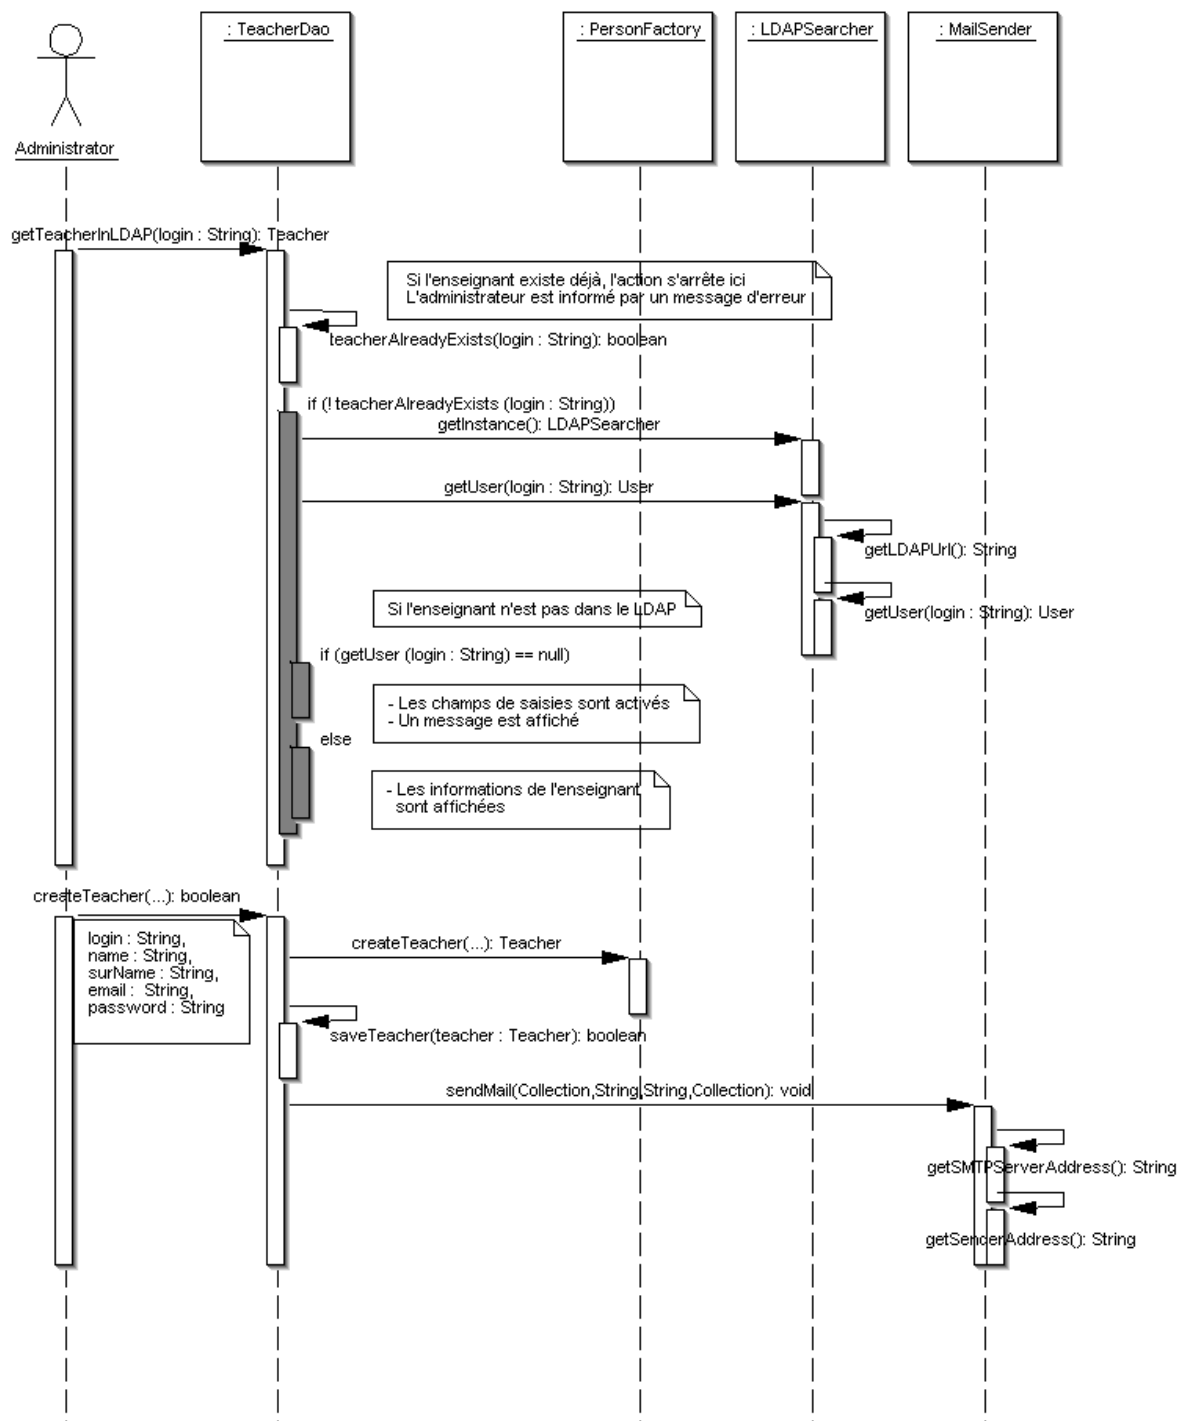 : TeacherDao
: PersonFactory
: LDAPSearcher
: MailSender
Administrator
getTeacherInLDAP(login : String): Teacher
Si l'enseignant existe déjà, l'action s'arrête ici
L'administrateur est informé par un message d'erreur
teacherAlreadyExists(login : String): boolean
if (! teacherAlreadyExists (login : String))
getInstance(): LDAPSearcher
getUser(login : String): User
getLDAPUrl(): String
Si l'enseignant n'est pas dans le LDAP
getUser(login : String): User
if (getUser (login : String) == null)
- Les champs de saisies sont activés
- Un message est affiché
else
- Les informations de l'enseignant
sont affichées
createTeacher(...): boolean
login : String,
name : String,
surName : String,
email :  String,
password : String
createTeacher(...): Teacher
saveTeacher(teacher : Teacher): boolean
sendMail(Collection,String,String,Collection): void
getSMTPServerAddress(): String
getSenderAddress(): String